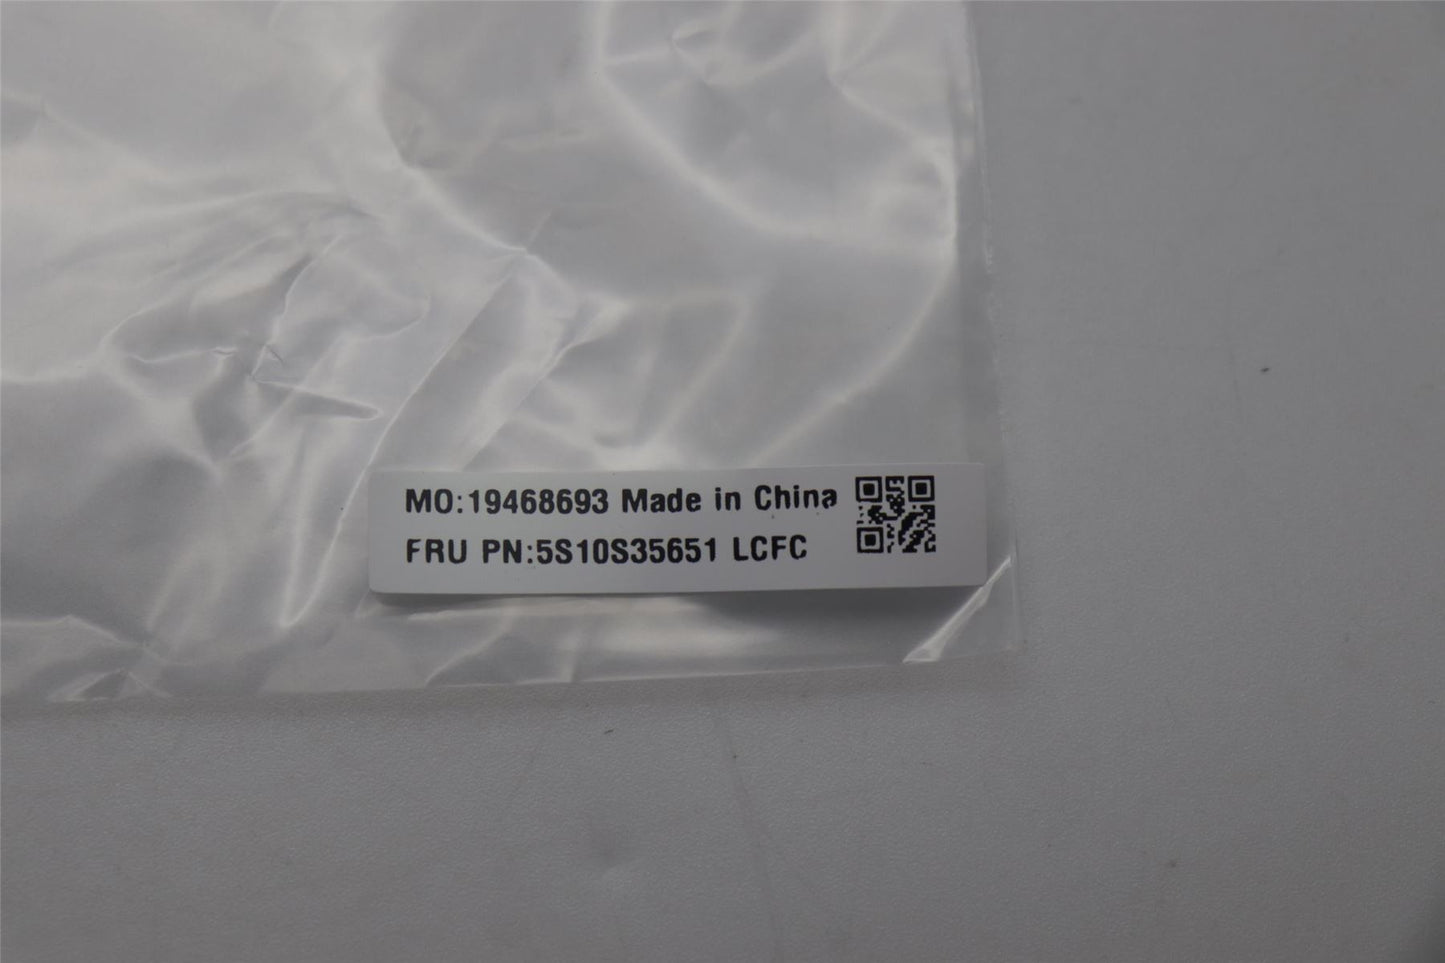 MO:19468693 Made in China
FRU PN:5S10S35651 LCFC